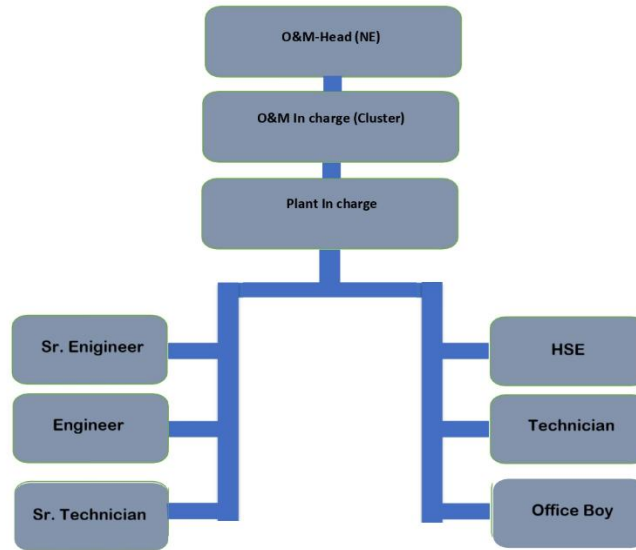 O&M-Head (NE)
O&M In charge (Cluster)
Plant In charge
Sr. Enigineer
HSE
Engineer
Technician
Sr. Technician
Office Boy